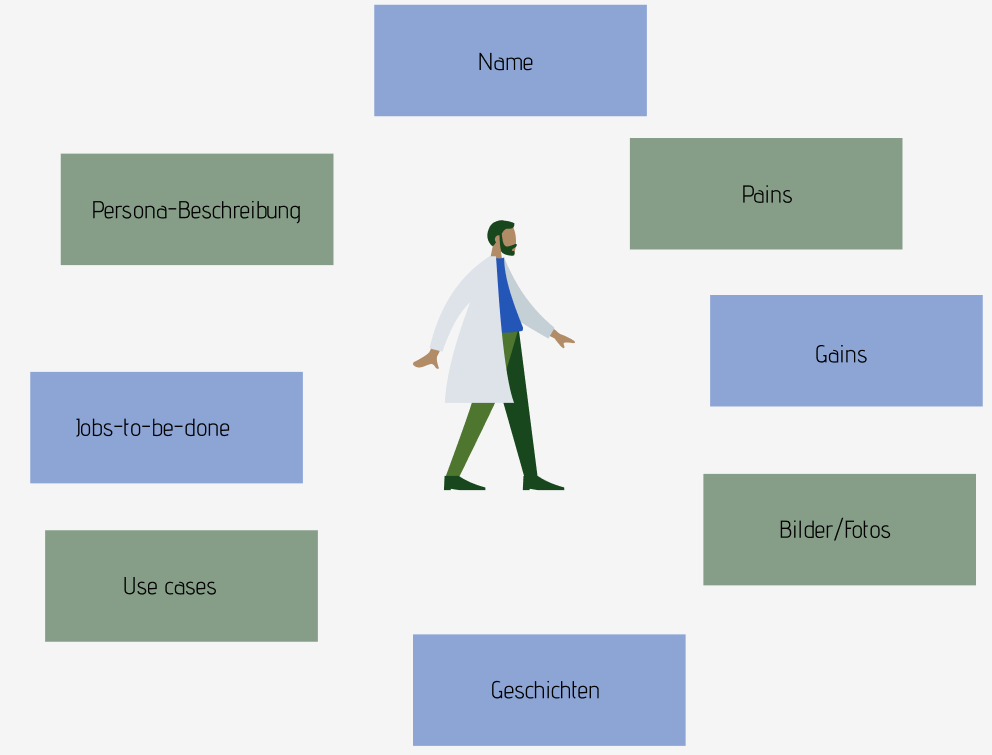 Name
Persona-Beschreibung
Pains
Gains
Jobs-to-be-done
Bilder/Fotos
Use cases
Geschichten